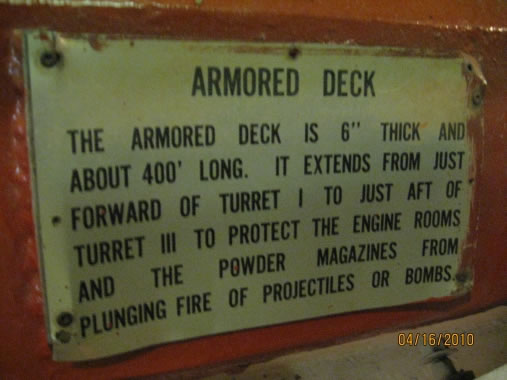 ARMORED DECK
THE ARMORED DECK IS 6" THICK AND
ABOUT 400' LONG. IT EXTENDS FROM JUST
FORWARD OF TURRET I TO JUST AFT OF
TURRET III TO PROTECT THE ENGINE ROOMS
AND THE POWDER MAGAZINES FROM
PLUNGING FIRE OF PROJECTILES OR BOMBS.
04/16/2010